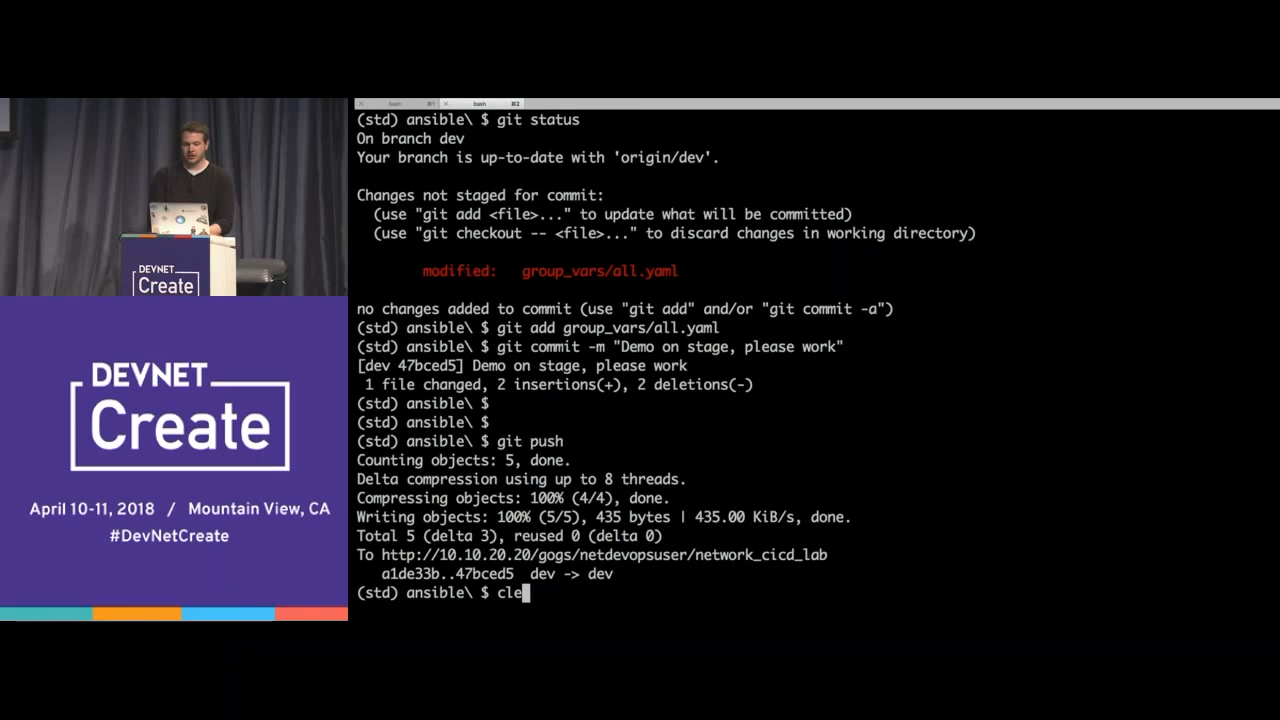 bash ⌘1 bash ⌘2
(std) ansible\ $ git status
On branch dev
Your branch is up-to-date with 'origin/dev'.
Changes not staged for commit:
(use "git add <file>..." to update what will be committed)
(use "git checkout -- <file>..." to discard changes in working directory)
modified: group_vars/all.yaml
no changes added to commit (use "git add" and/or "git commit -a")
(std) ansible\ $ git add group_vars/all.yaml
(std) ansible\ $ git commit -m "Demo on stage, please work"
[dev 47bced5] Demo on stage, please work
1 file changed, 2 insertions(+), 2 deletions(-)
(std) ansible\ $
(std) ansible\ $
(std) ansible\ $ git push
Counting objects: 5, done.
Delta compression using up to 8 threads.
Compressing objects: 100% (4/4), done.
Writing objects: 100% (5/5), 435 bytes | 435.00 KiB/s, done.
Total 5 (delta 3), reused 0 (delta 0)
To http://10.10.20.20/gogs/netdevopsuser/network_cicd_lab
a1de33b..47bced5 dev -> dev
(std) ansible\ $ cle
DEVNET
Create
DEVNET
Create
April 10-11, 2018 / Mountain View, CA
#DevNetCreate